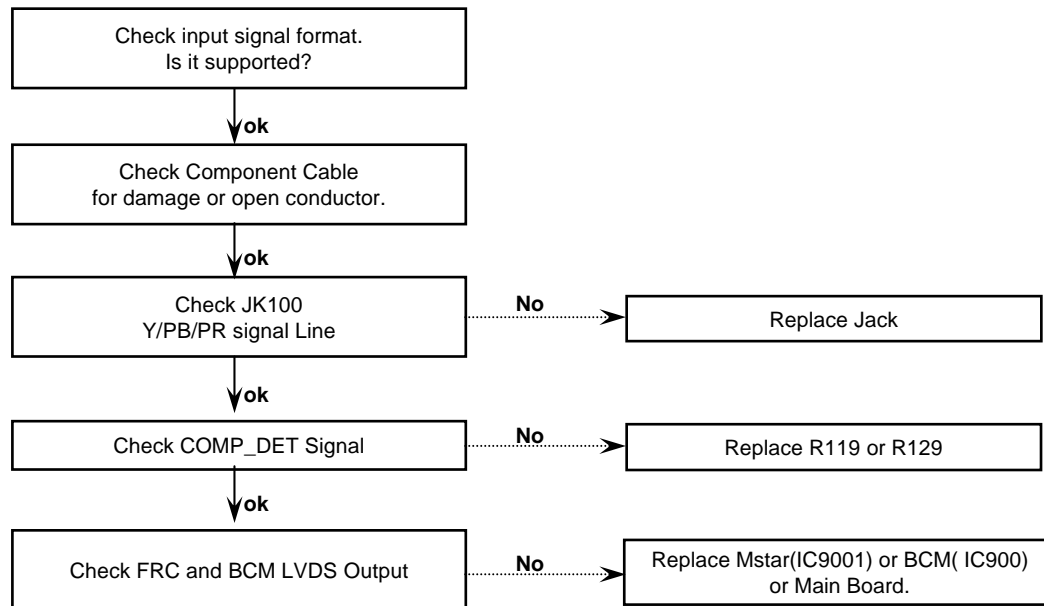 Check input signal format.
Is it supported?
ok
Check Component Cable
for damage or open conductor.
ok
Check JK100
Y/PB/PR signal Line
No
Replace Jack
ok
Check COMP_DET Signal
No
Replace R119 or R129
ok
Check FRC and BCM LVDS Output
No
Replace Mstar(IC9001) or BCM( IC900)
or Main Board.